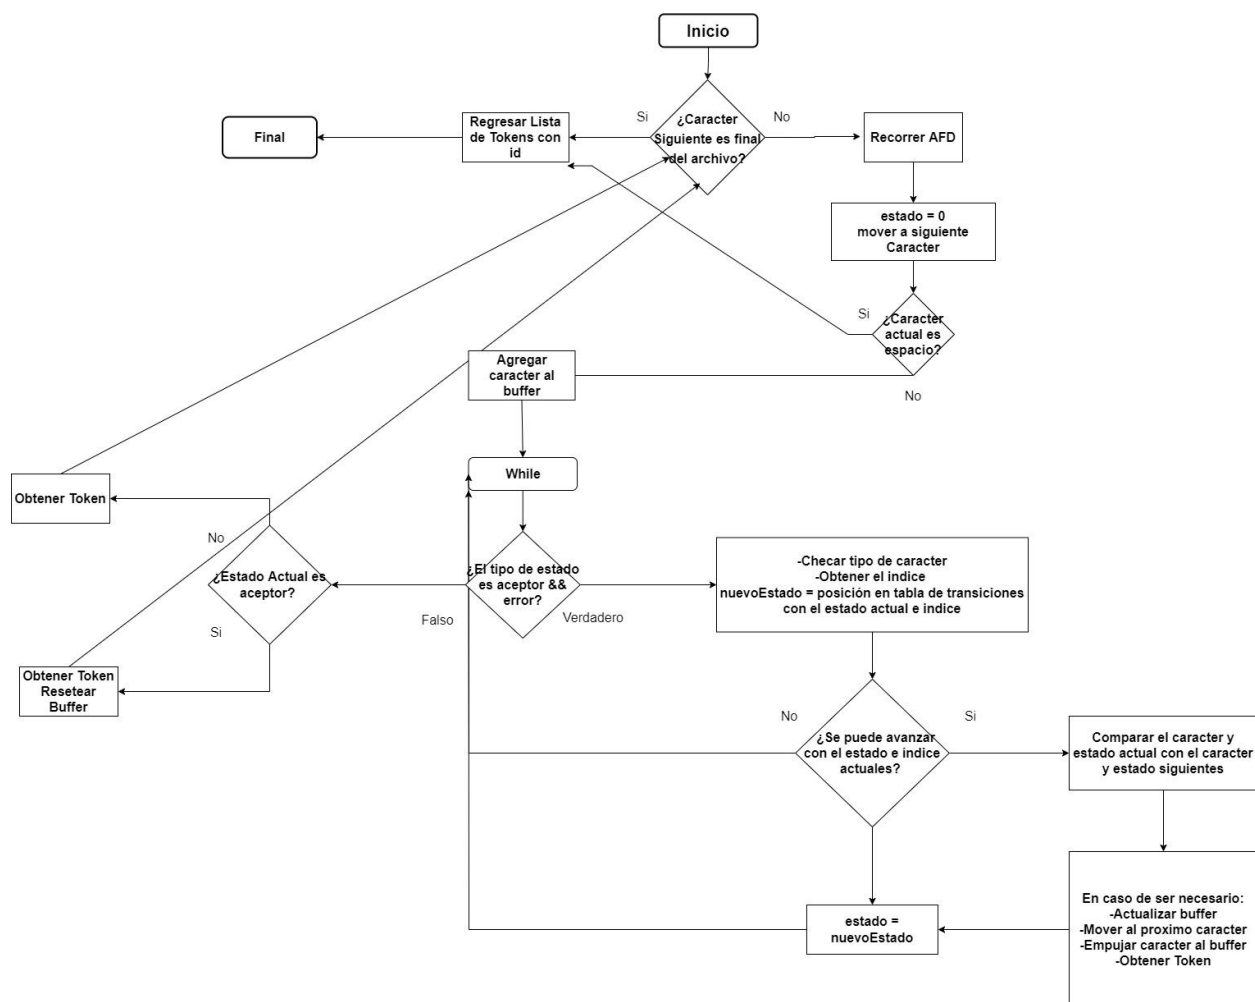 Inicio
Si
¿Caracter
Siguiente es final
del archivo?
No
Final
Regresar Lista
de Tokens con
id
Recorrer AFD
estado = 0
mover a siguiente
Caracter
Si
¿Caracter
actual es
espacio?
No
Agregar
caracter al
buffer
While
Obtener Token
No
¿Estado Actual es
aceptor?
Si
Obtener Token
Resetear
Buffer
¿El tipo de estado
es aceptor &&
error?
Falso
Verdadero
-Checar tipo de caracter
-Obtener el indice
nuevoEstado = posición en tabla de transiciones
con el estado actual e indice
No
¿Se puede avanzar
con el estado e indice
actuales?
Si
Comparar el caracter y
estado actual con el caracter
y estado siguientes
En caso de ser necesario:
-Actualizar buffer
-Mover al proximo caracter
-Empujar caracter al buffer
-Obtener Token
estado =
nuevoEstado